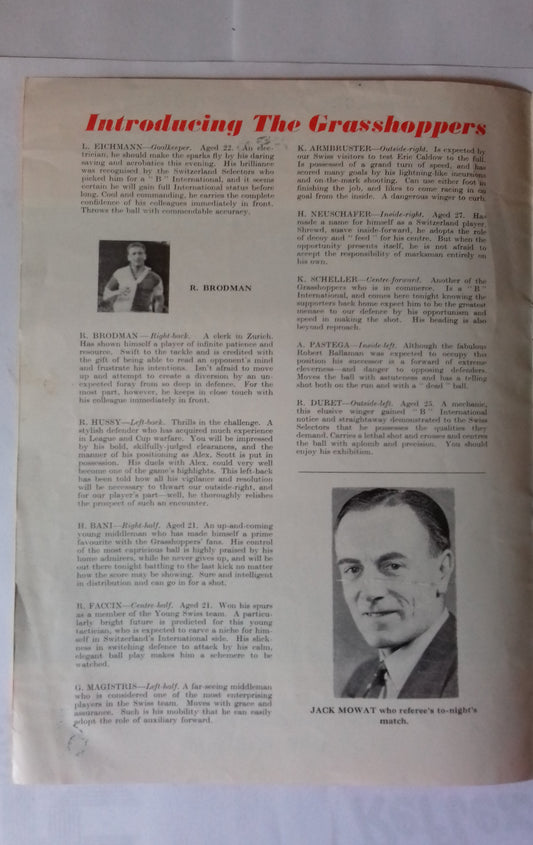 Introducing The Grasshoppers
L. EICHMANN—Goalkeeper. Aged 22. An elec-
trician, he should make the sparks fly by his daring
saving and acrobatics this evening. His brilliance
was recognised by the Switzerland Selectors who
picked him for a "B" International, and it seems
certain he will gain full International status before
long. Cool and commanding, he carries the complete
confidence of his colleagues immediately in front.
Throws the ball with commendable accuracy.
R. BRODMAN
R. BRODMAN—Right-back. A clerk in Zurich.
Has shown himself a player of infinite patience and
resource. Swift to the tackle and is credited with
the gift of being able to read an opponent's mind
and frustrate his intentions. Isn't afraid to move
up and attempt to create a diversion by an un-
expected foray from so deep in defence. For the
most part, however, he keeps in close touch with
his colleague immediately in front.
R. HUSSY—Left-back. Thrills in the challenge. A
stylish defender who has acquired much experience
in League and Cup warfare. You will be impressed
by his bold, skilfully-judged clearances, and the
manner of his positioning as Alex. Scott to put in
possession. His duels with Alex. could very well
become one of the game's highlights. This left-back
has been told how all his vigilance and resolution
will be necessary to thwart our outside-right, and
for our player's part—well, he thoroughly relishes
the prospect of such an encounter.
H. BANI—Right-half. Aged 21. An up-and-coming
young middleman who has made himself a prime
favourite with the Grasshoppers' fans. His control
of the most capricious ball is highly praised by his
home admirers, while he never gives up, and will be
out there tonight battling to the last kick no matter
how the score may be showing. Sure and intelligent
in distribution and can go in for a shot.
R. FACCIN—Centre-half. Aged 21. Won his spurs
as a member of the Young Swiss team. A particu-
larly bright future is predicted for this young
tactician, who is expected to carve a niche for him-
self in Switzerland's International side. His slick-
ness in switching defence to attack by his calm,
elegant ball play makes him a schemere to be
watched.
G. MAGISTRIS—Left-half. A far-seeing middleman
who is considered one of the most enterprising
players in the Swiss team. Moves with grace and
assurance. Such is his mobility that he can easily
adopt the role of auxiliary forward.
K. ARMBRUSTER—Outside-right. Is expected by
our Swiss visitors to test Eric Caldow to the full.
Is possessed of a grand turn of speed, and has
scored many goals by his lightning-like incursions
and on-the-mark shooting. Can use either foot in
finishing the job, and likes to come racing in on
goal from the inside. A dangerous winger to curb.
H. NEUSCHAFER—Inside-right. Aged 27. Has
made a name for himself as a Switzerland player.
Shrewd, suave inside-forward, he adopts the role
of decoy and "feed" for his centre. But when the
opportunity presents itself, he is not afraid to
accept the responsibility of marksman entirely on
his own.
K. SCHELLER—Centre-forward. Another of the
Grasshoppers who is in commerce. Is a "B"
International, and comes here tonight knowing the
supporters back home expect him to be the greatest
menace to our defence by his opportunism and
speed in making the shot. His heading is also
beyond reproach.
A. PASTEGA—Inside-left. Although the fabulous
Robert Ballaman was expected to occupy this
position his successor is a forward of extreme
cleverness—and danger to opposing defenders.
Moves the ball with astuteness and has a telling
shot both on the run and with a "dead" ball.
R. DURET—Outside-left. Aged 25. A mechanic,
this elusive winger gained "B" International
notice and straightaway demonstrated to the Swiss
Selectors that he possesses the qualities they
demand. Carries a lethal shot and crosses and centres
the ball with aplomb and precision. You should
enjoy his exhibition.
JACK MOWAT who referee's to-night's
match.